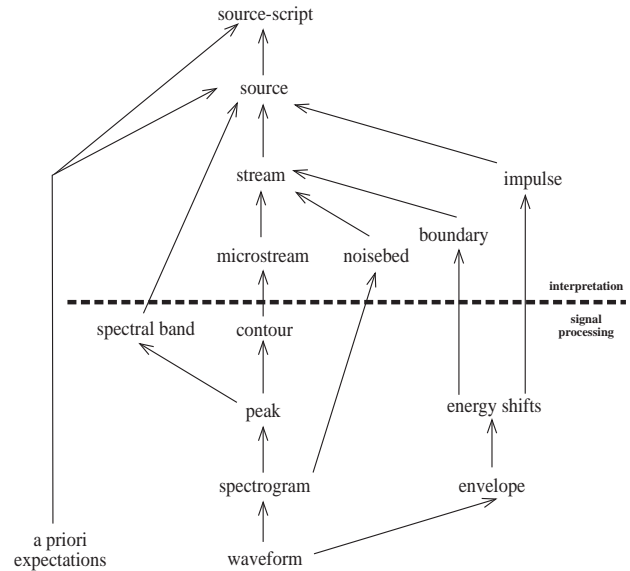 source-script
source
stream
impulse
boundary
microstream
noisebed
interpretation
signal
processing
spectral band
contour
peak
energy shifts
spectrogram
envelope
a priori
expectations
waveform